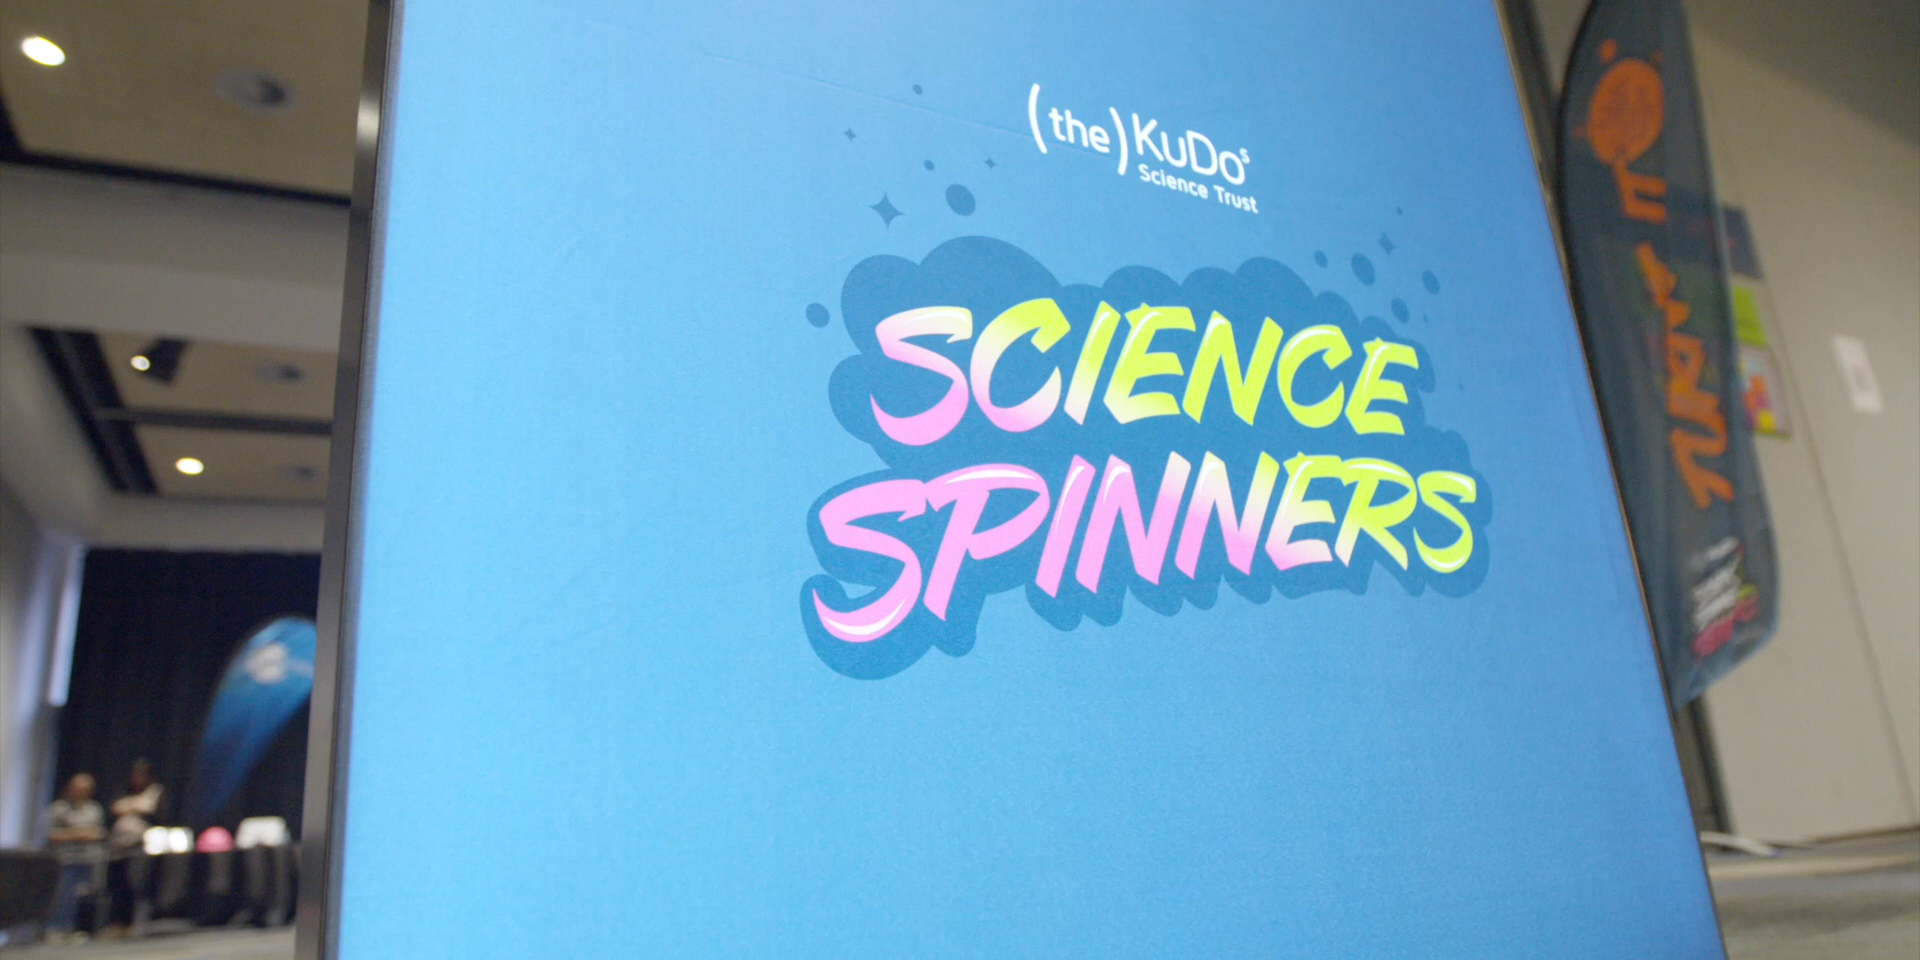 (the) KuDos
Science Trust
SCIENCE
SPINNERS